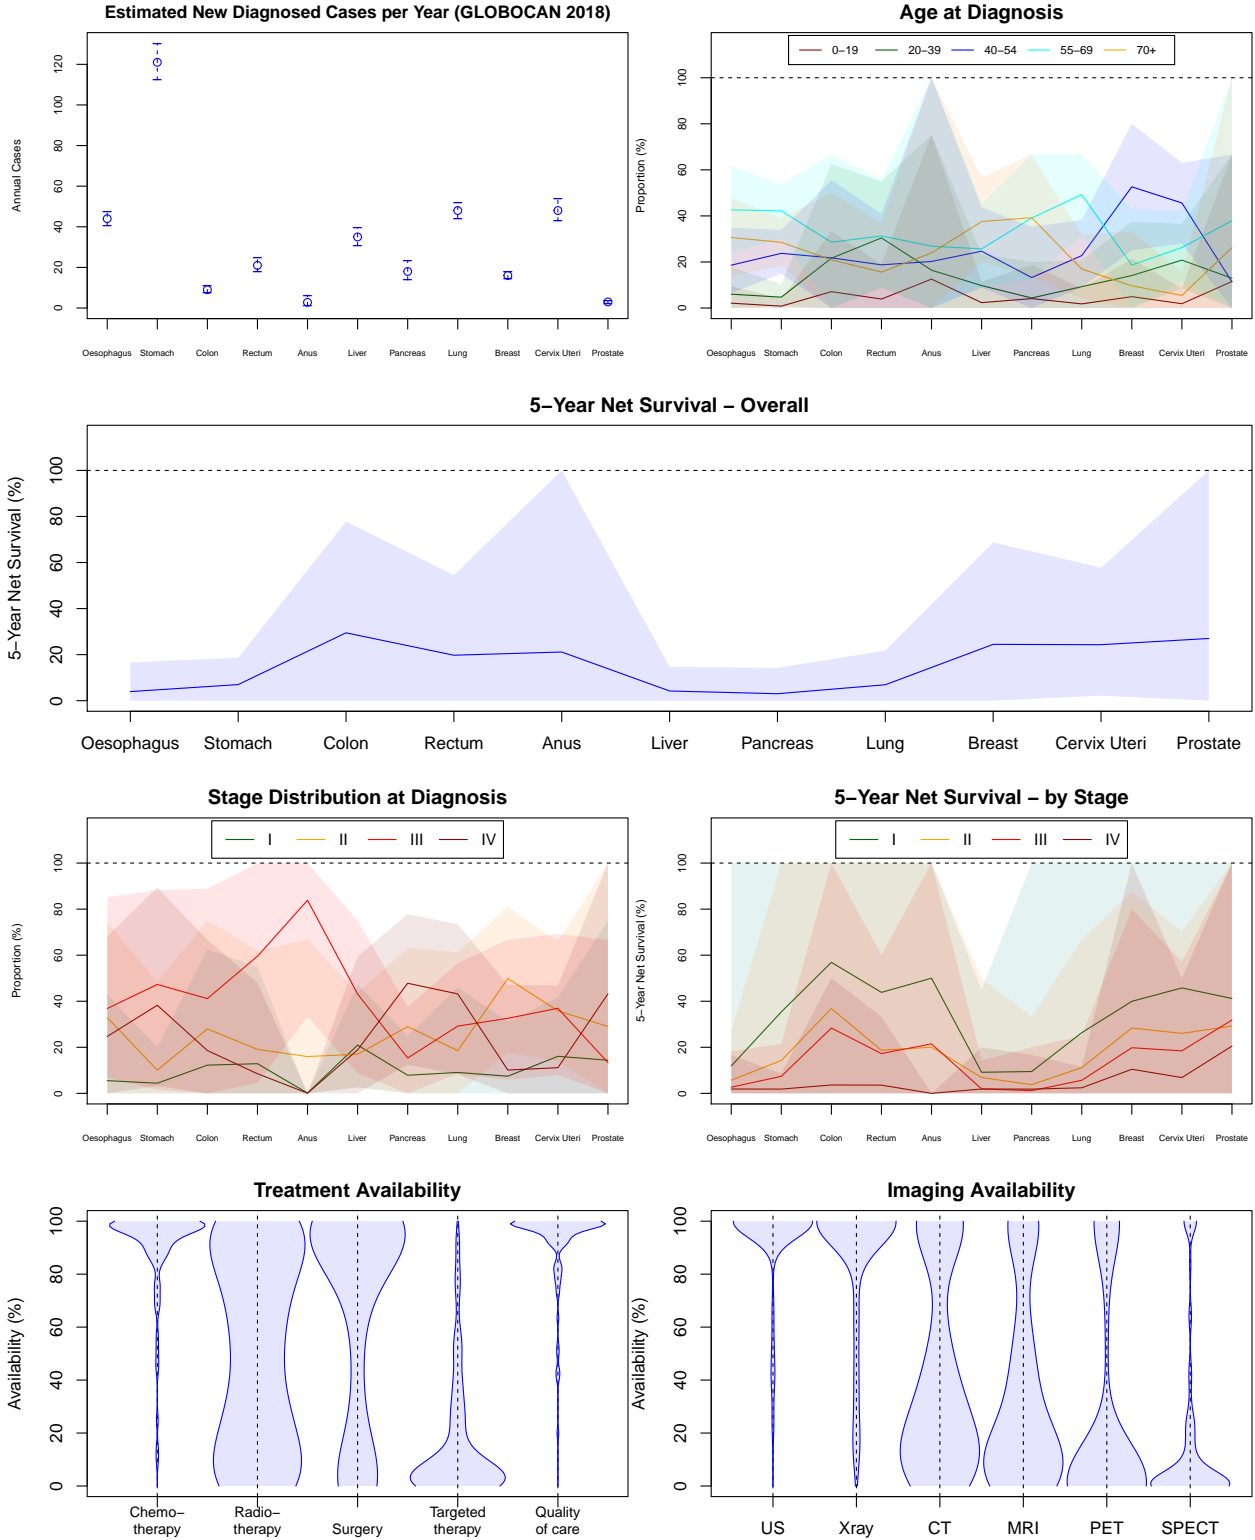 Estimated New Diagnosed Cases per Year (GLOBOCAN 2018)
Annual Cases
0 20 40 60 80 100 120
Oesophagus Stomach Colon Rectum Anus Liver Pancreas Lung Breast Cervix Uteri Prostate
Age at Diagnosis
0−19 20−39 40−54 55−69 70+
Proportion (%)
0 20 40 60 80 100
Oesophagus Stomach Colon Rectum Anus Liver Pancreas Lung Breast Cervix Uteri Prostate
5−Year Net Survival − Overall
5−Year Net Survival (%)
0 20 40 60 80 100
Oesophagus Stomach Colon Rectum Anus Liver Pancreas Lung Breast Cervix Uteri Prostate
Stage Distribution at Diagnosis
I II III IV
Proportion (%)
0 20 40 60 80 100
Oesophagus Stomach Colon Rectum Anus Liver Pancreas Lung Breast Cervix Uteri Prostate
5−Year Net Survival − by Stage
I II III IV
5−Year Net Survival (%)
0 20 40 60 80 100
Oesophagus Stomach Colon Rectum Anus Liver Pancreas Lung Breast Cervix Uteri Prostate
Treatment Availability
Availability (%)
0 20 40 60 80 100
Chemo− Radio− Targeted Quality
therapy therapy Surgery therapy of care
Imaging Availability
Availability (%)
0 20 40 60 80 100
US Xray CT MRI PET SPECT